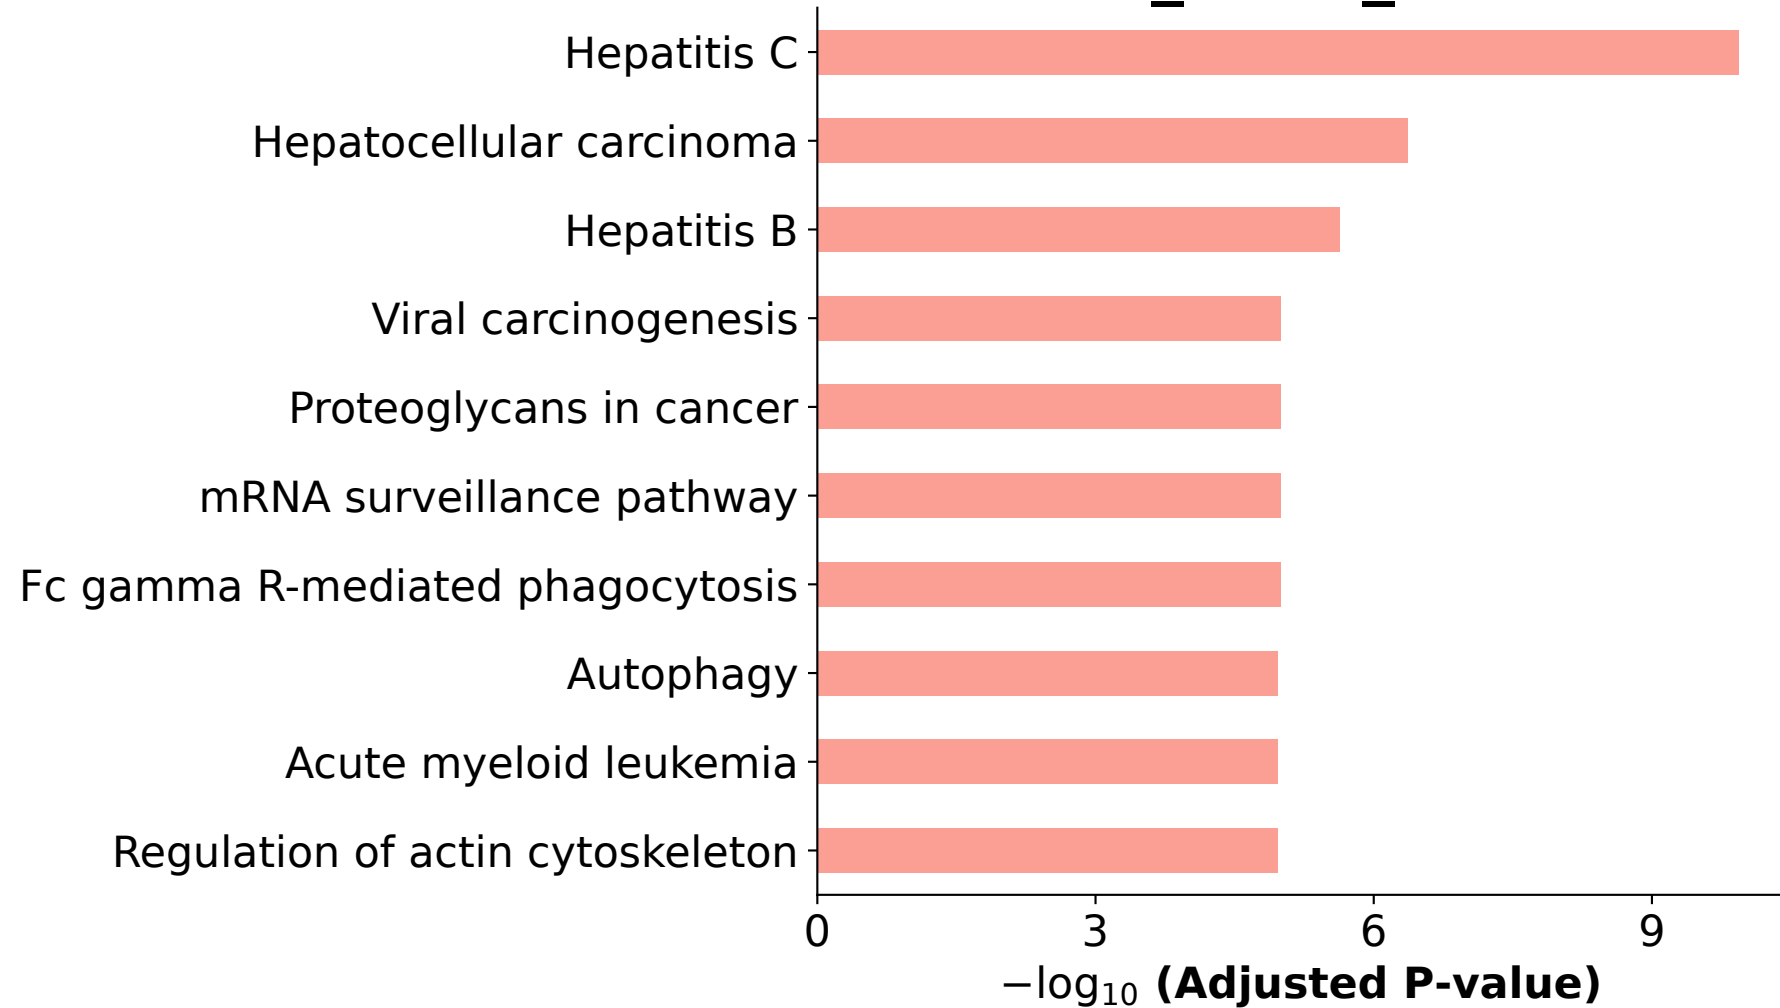 Hepatitis C
Hepatocellular carcinoma
Hepatitis B
Viral carcinogenesis
Proteoglycans in cancer
mRNA surveillance pathway
Fc gamma R-mediated phagocytosis
Autophagy
Acute myeloid leukemia
Regulation of actin cytoskeleton
0 3 6 9
−log₁₀ (Adjusted P-value)